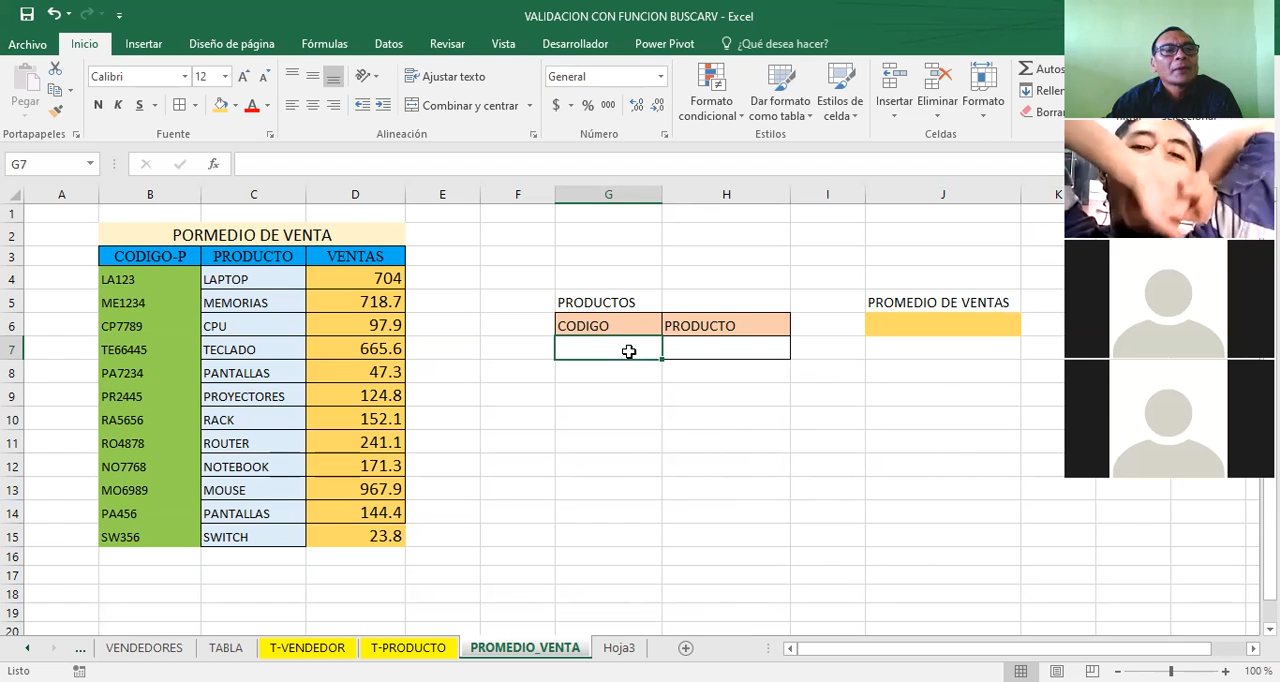 VALIDACION CON FUNCION BUSCARV - Excel
Archivo Inicio Insertar Diseño de página Fórmulas Datos Revisar Vista Desarrollador Power Pivot ¿Qué desea hacer?
Pegar
Calibri 12
N K S
Ajustar texto
Combinar y centrar
General
$ % 000
Formato condicional
Dar formato como tabla
Estilos de celda
Insertar Eliminar Formato
Autos
Rellen
Borra
Portapapeles Fuente Alineación Número Estilos Celdas
G7 fx
A B C D E F G H I J K
1
2 PORMEDIO DE VENTA
3 CODIGO-P PRODUCTO VENTAS
4 LA123 LAPTOP 704
5 ME1234 MEMORIAS 718.7 PRODUCTOS PROMEDIO DE VENTAS
6 CP7789 CPU 97.9 CODIGO PRODUCTO
7 TE66445 TECLADO 665.6
8 PA7234 PANTALLAS 47.3
9 PR2445 PROYECTORES 124.8
10 RA5656 RACK 152.1
11 RO4878 ROUTER 241.1
12 NO7768 NOTEBOOK 171.3
13 MO6989 MOUSE 967.9
14 PA456 PANTALLAS 144.4
15 SW356 SWITCH 23.8
16
17
18
19
20
... VENDEDORES TABLA T-VENDEDOR T-PRODUCTO PROMEDIO_VENTA Hoja3
Listo 100 %